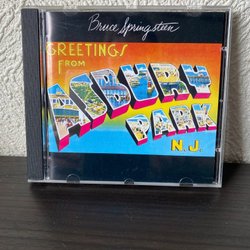 Bruce Springsteen
GREETINGS
FROM
ASBURY
PARK
N.J.